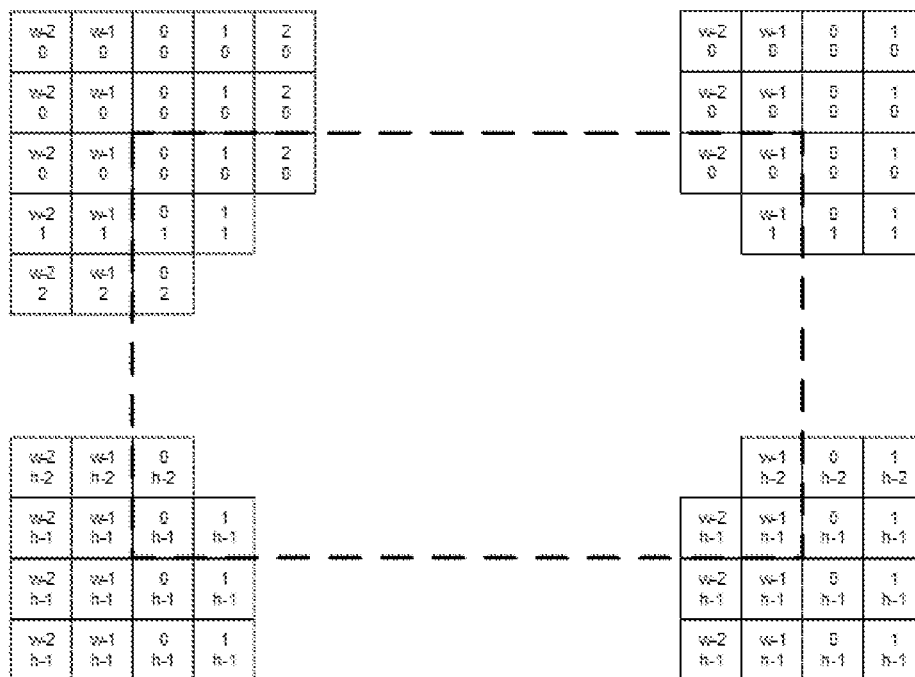 w-2 w-1 0 1 2 w-2 w-1 0 1
0 0 0 0 0 0 0 0 0
w-2 w-1 0 1 2 w-2 w-1 0 1
0 0 0 0 0 0 0 0 0
w-2 w-1 0 1 2 w-2 w-1 0 1
0 0 0 0 0 0 0 0 0
w-2 w-1 0 1 w-1 0 1
1 1 1 1 1 1 1
w-2 w-1 0
2 2 2
w-2 w-1 0 w-1 0 1
h-2 h-2 h-2 h-2 h-2 h-2
w-2 w-1 0 1 w-2 w-1 0 1
h-1 h-1 h-1 h-1 h-1 h-1 h-1 h-1
w-2 w-1 0 1 w-2 w-1 0 1
h-1 h-1 h-1 h-1 h-1 h-1 h-1 h-1
w-2 w-1 0 1 w-2 w-1 0 1
h-1 h-1 h-1 h-1 h-1 h-1 h-1 h-1